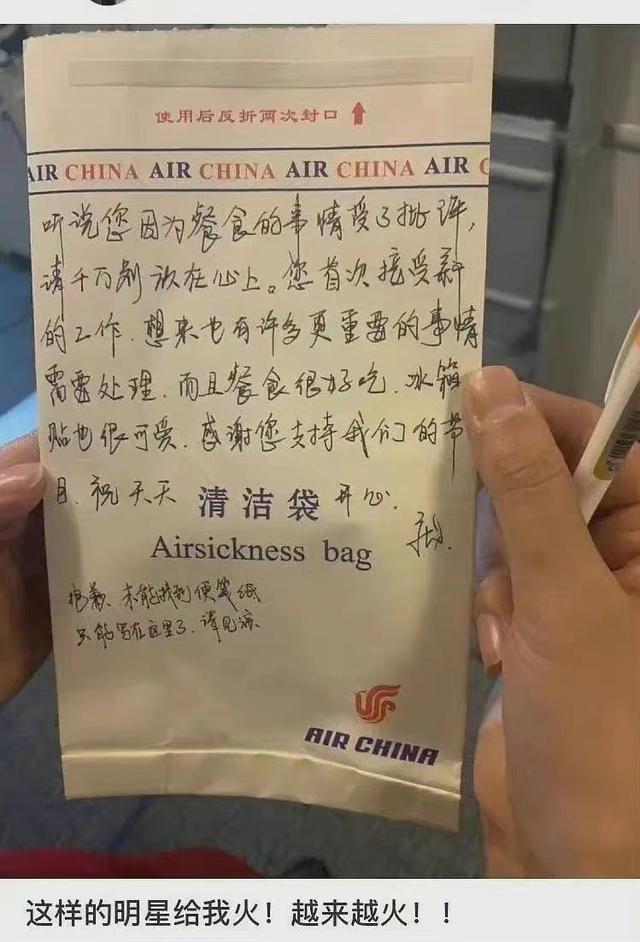 使用后反折两次封口
AIR CHINA AIR CHINA AIR CHINA AIR C
听说您因为餐食的事情受了批评，
请千万别放在心上。您首次接受新
的工作，想来也有许多更重要的事情
需要处理，而且餐食很好吃，冰箱
贴也很可爱，感谢您支持我们的节
目，祝天天 清洁袋 开心。
Airsickness bag
抱歉，未能找到便笺纸
只能写在这里了，请见谅
AIR CHINA
这样的明星给我火！越来越火！！